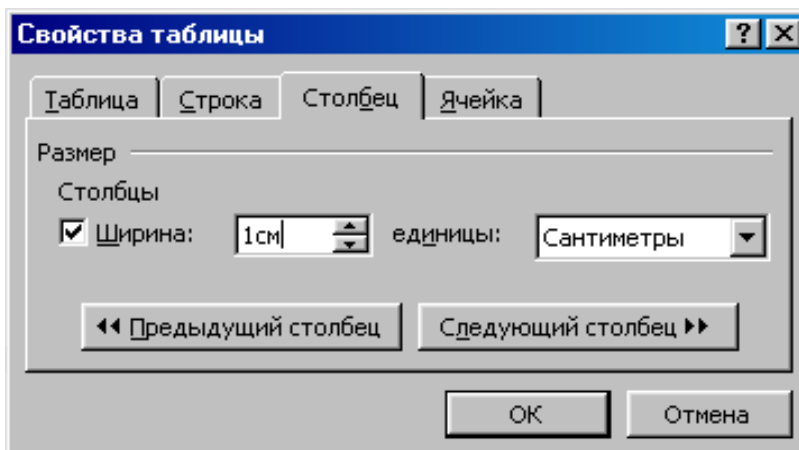 Свойства таблицы ? ×
Таблица Строка Столбец Ячейка
Размер
Столбцы
Ширина: 1см единицы: Сантиметры
Предыдущий столбец Следующий столбец
ОК Отмена